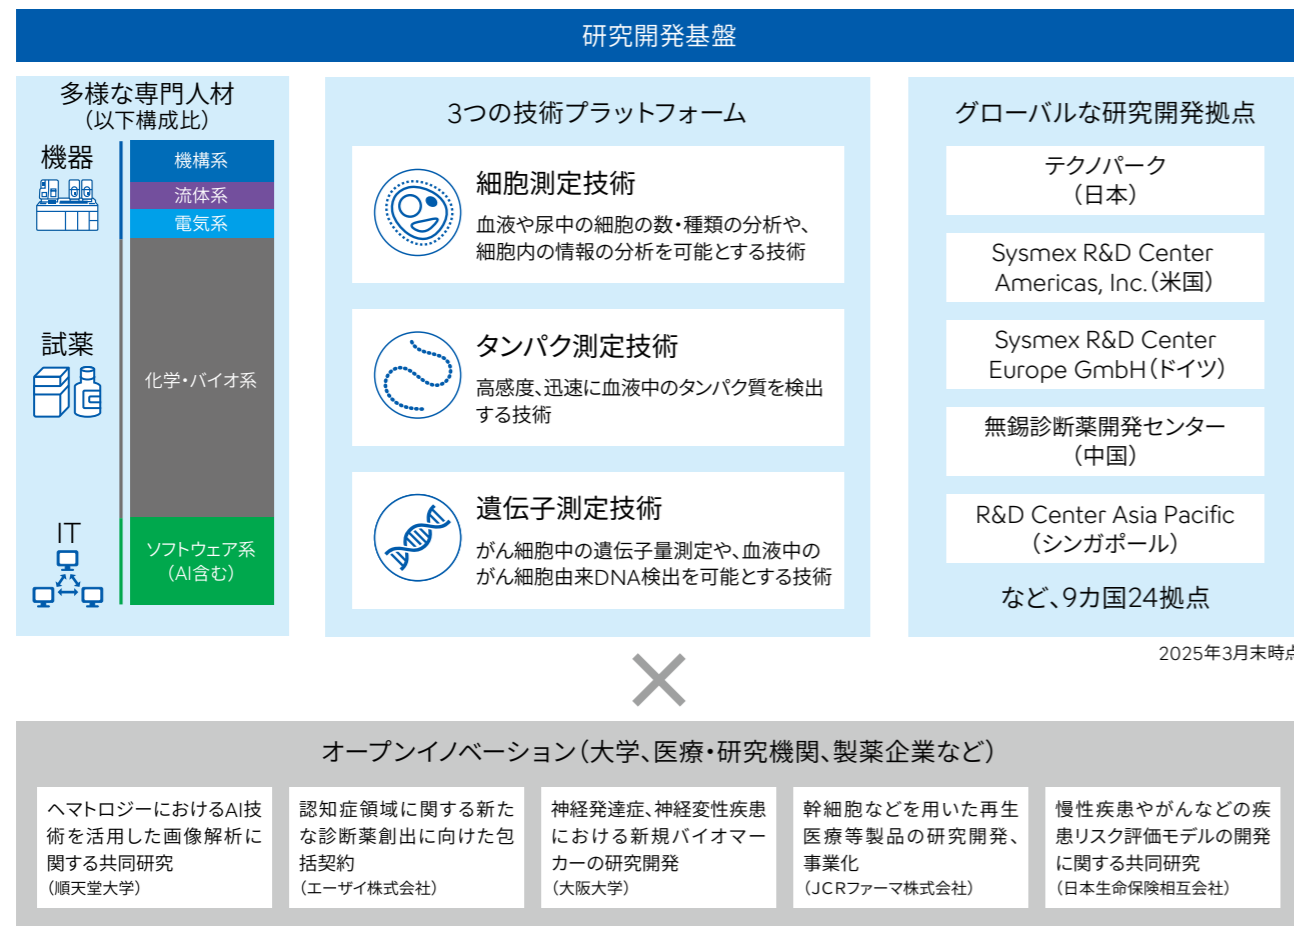 研究開発基盤
多様な専門人材
（以下構成比）
機器
機構系
流体系
電気系
試薬
化学・バイオ系
IT
ソフトウェア系
（AI含む）
3つの技術プラットフォーム
細胞測定技術
血液や尿中の細胞の数・種類の分析や、
細胞内の情報の分析を可能とする技術
タンパク測定技術
高感度、迅速に血液中のタンパク質を検出
する技術
遺伝子測定技術
がん細胞中の遺伝子量測定や、血液中の
がん細胞由来DNA検出を可能とする技術
グローバルな研究開発拠点
テクノパーク
（日本）
Sysmex R&D Center
Americas, Inc.（米国）
Sysmex R&D Center
Europe GmbH（ドイツ）
無錫診断薬開発センター
（中国）
R&D Center Asia Pacific
（シンガポール）
など、9カ国24拠点
2025年3月末時点
オープンイノベーション（大学、医療・研究機関、製薬企業など）
ヘマトロジーにおけるAI技
術を活用した画像解析に
関する共同研究
（順天堂大学）
認知症領域に関する新た
な診断薬創出に向けた包
括契約
（エーザイ株式会社）
神経発達症、神経変性疾患
における新規バイオマー
カーの研究開発
（大阪大学）
幹細胞などを用いた再生
医療等製品の研究開発、
事業化
（JCRファーマ株式会社）
慢性疾患やがんなどの疾
患リスク評価モデルの開発
に関する共同研究
（日本生命保険相互会社）